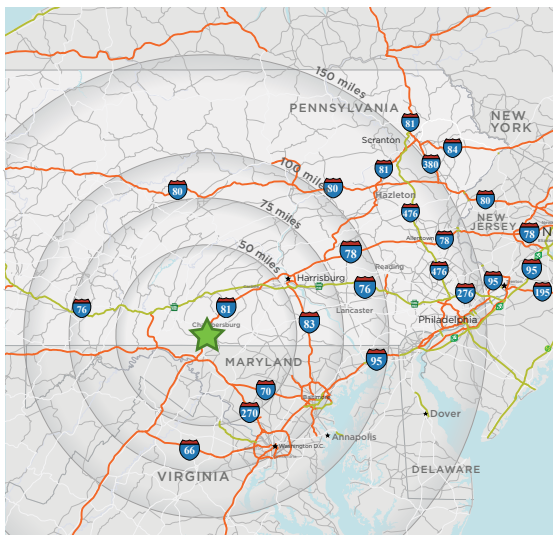 150 miles
PENNSYLVANIA
NEW
YORK
81
Scranton
84
380
81
100 miles
80
80
Hazleton
80
476
75 miles
NEW
JERSEY
78
Allentown
78
50 miles
78
476
95
Reading
Harrisburg
76
276
95
195
76
81
Lancaster
Chambersburg
83
Philadelphia
MARYLAND
95
70
Baltimore
270
Dover
Annapolis
66
Washington D.C.
VIRGINIA
DELAWARE